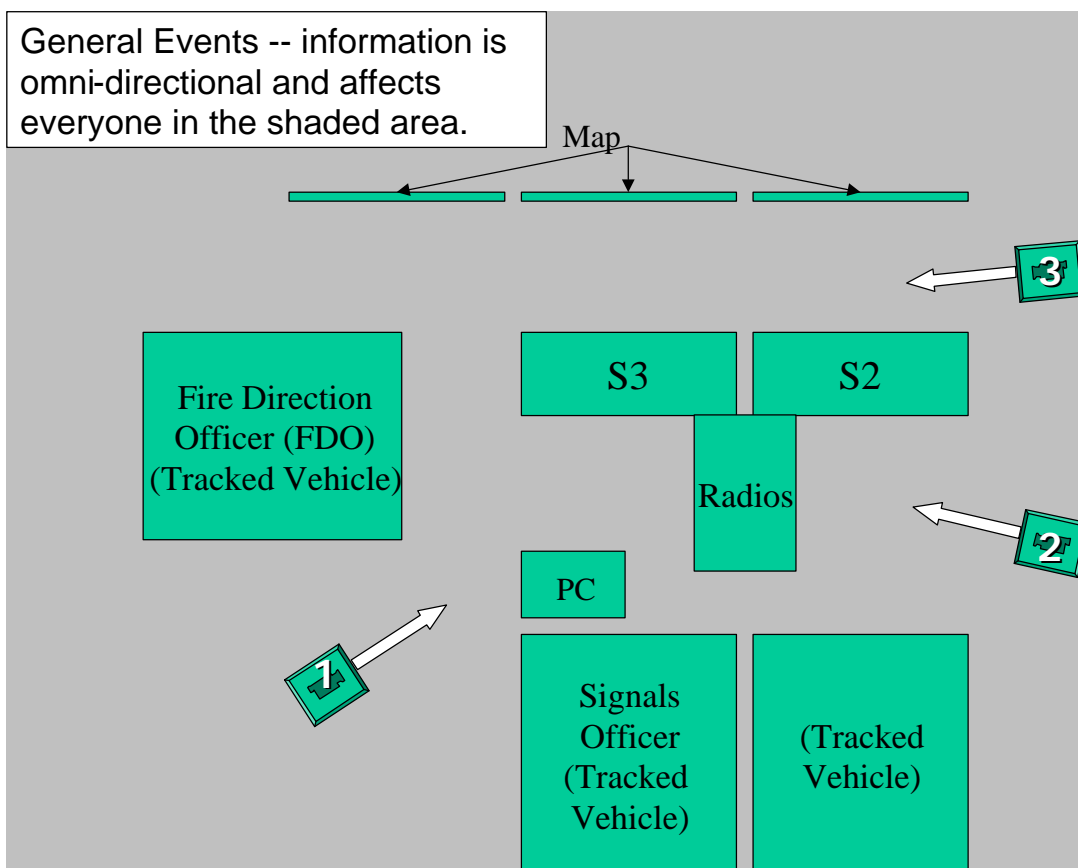 General Events -- information is
omni-directional and affects
everyone in the shaded area.
Map
3
S3
S2
Fire Direction
Officer (FDO)
(Tracked Vehicle)
Radios
2
PC
1
Signals
Officer
(Tracked
Vehicle)
(Tracked
Vehicle)